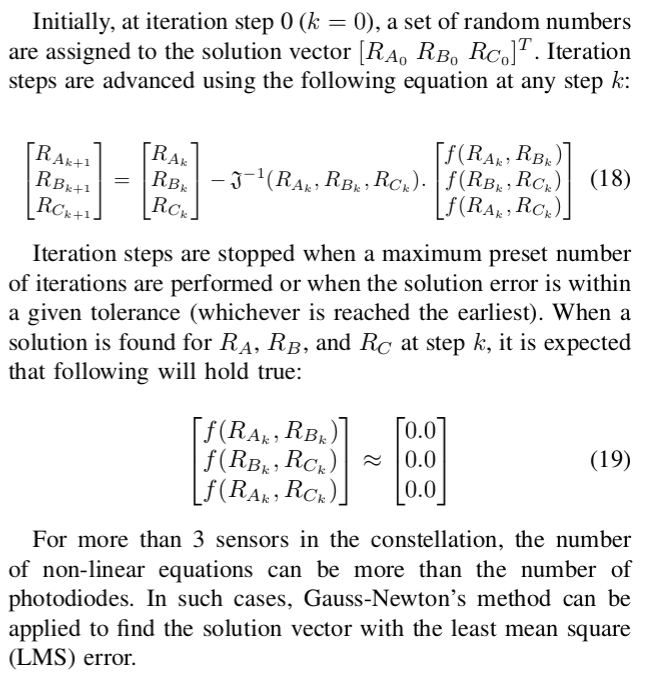 Initially, at iteration step 0 (k = 0), a set of random numbers
are assigned to the solution vector [R_{A_0} R_{B_0} R_{C_0}]^T. Iteration
steps are advanced using the following equation at any step k:
\begin{bmatrix} R_{A_{k+1}} \\ R_{B_{k+1}} \\ R_{C_{k+1}} \end{bmatrix} = \begin{bmatrix} R_{A_k} \\ R_{B_k} \\ R_{C_k} \end{bmatrix} - \mathfrak{J}^{-1}(R_{A_k}, R_{B_k}, R_{C_k}). \begin{bmatrix} f(R_{A_k}, R_{B_k}) \\ f(R_{B_k}, R_{C_k}) \\ f(R_{A_k}, R_{C_k}) \end{bmatrix} (18)
Iteration steps are stopped when a maximum preset number
of iterations are performed or when the solution error is within
a given tolerance (whichever is reached the earliest). When a
solution is found for R_A, R_B, and R_C at step k, it is expected
that following will hold true:
\begin{bmatrix} f(R_{A_k}, R_{B_k}) \\ f(R_{B_k}, R_{C_k}) \\ f(R_{A_k}, R_{C_k}) \end{bmatrix} ≈ \begin{bmatrix} 0.0 \\ 0.0 \\ 0.0 \end{bmatrix} (19)
For more than 3 sensors in the constellation, the number
of non-linear equations can be more than the number of
photodiodes. In such cases, Gauss-Newton's method can be
applied to find the solution vector with the least mean square
(LMS) error.